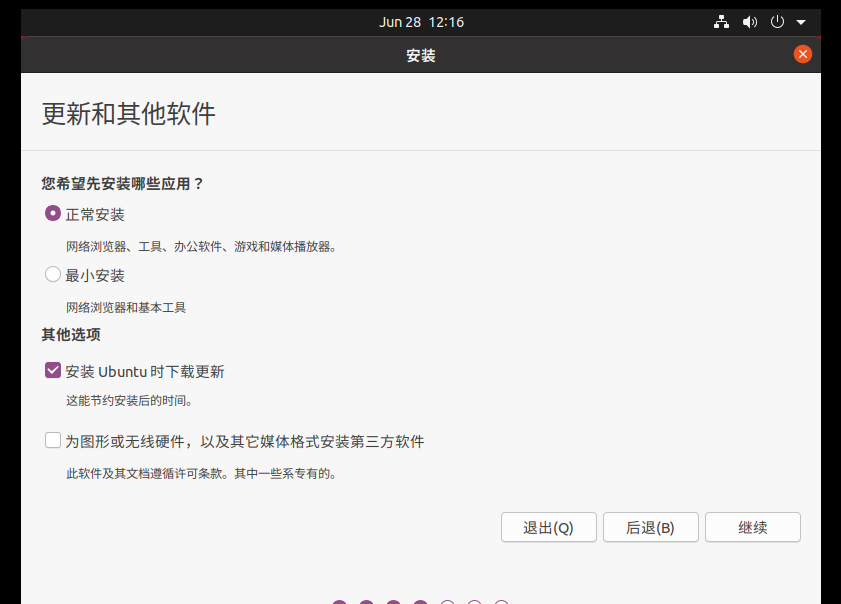 Jun 28 12:16
安装
更新和其他软件
您希望先安装哪些应用？
正常安装
网络浏览器、工具、办公软件、游戏和媒体播放器。
最小安装
网络浏览器和基本工具
其他选项
安装 Ubuntu 时下载更新
这能节约安装后的时间。
为图形或无线硬件，以及其它媒体格式安装第三方软件
此软件及其文档遵循许可条款。其中一些系专有的。
退出(Q) 后退(B) 继续